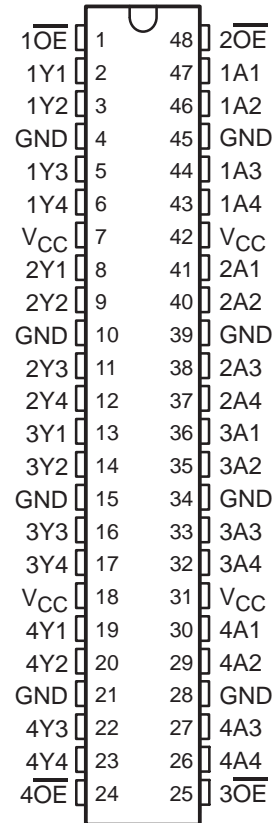 1O̅E̅ 1 48 2O̅E̅
1Y1 2 47 1A1
1Y2 3 46 1A2
GND 4 45 GND
1Y3 5 44 1A3
1Y4 6 43 1A4
VCC 7 42 VCC
2Y1 8 41 2A1
2Y2 9 40 2A2
GND 10 39 GND
2Y3 11 38 2A3
2Y4 12 37 2A4
3Y1 13 36 3A1
3Y2 14 35 3A2
GND 15 34 GND
3Y3 16 33 3A3
3Y4 17 32 3A4
VCC 18 31 VCC
4Y1 19 30 4A1
4Y2 20 29 4A2
GND 21 28 GND
4Y3 22 27 4A3
4Y4 23 26 4A4
4O̅E̅ 24 25 3O̅E̅